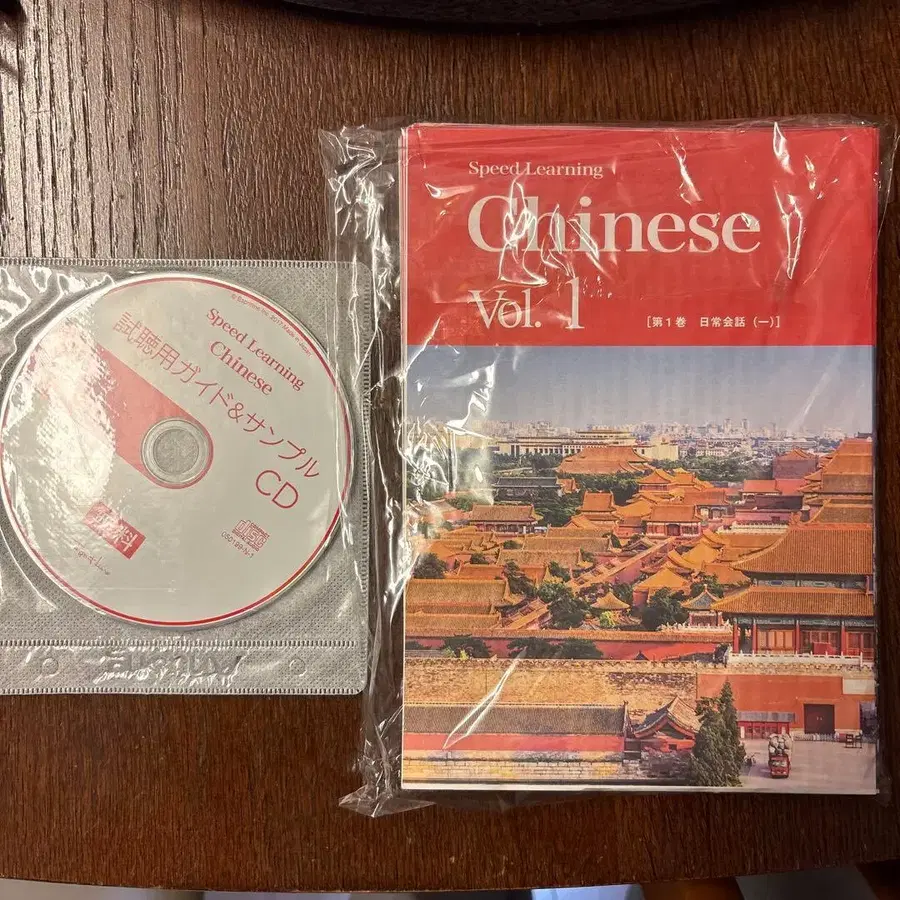 Speed Learning
Chinese
試聴用ガイド&サンプル
CD
Speed Learning
Chinese
Vol. 1
[第1巻 日常会話(一)]